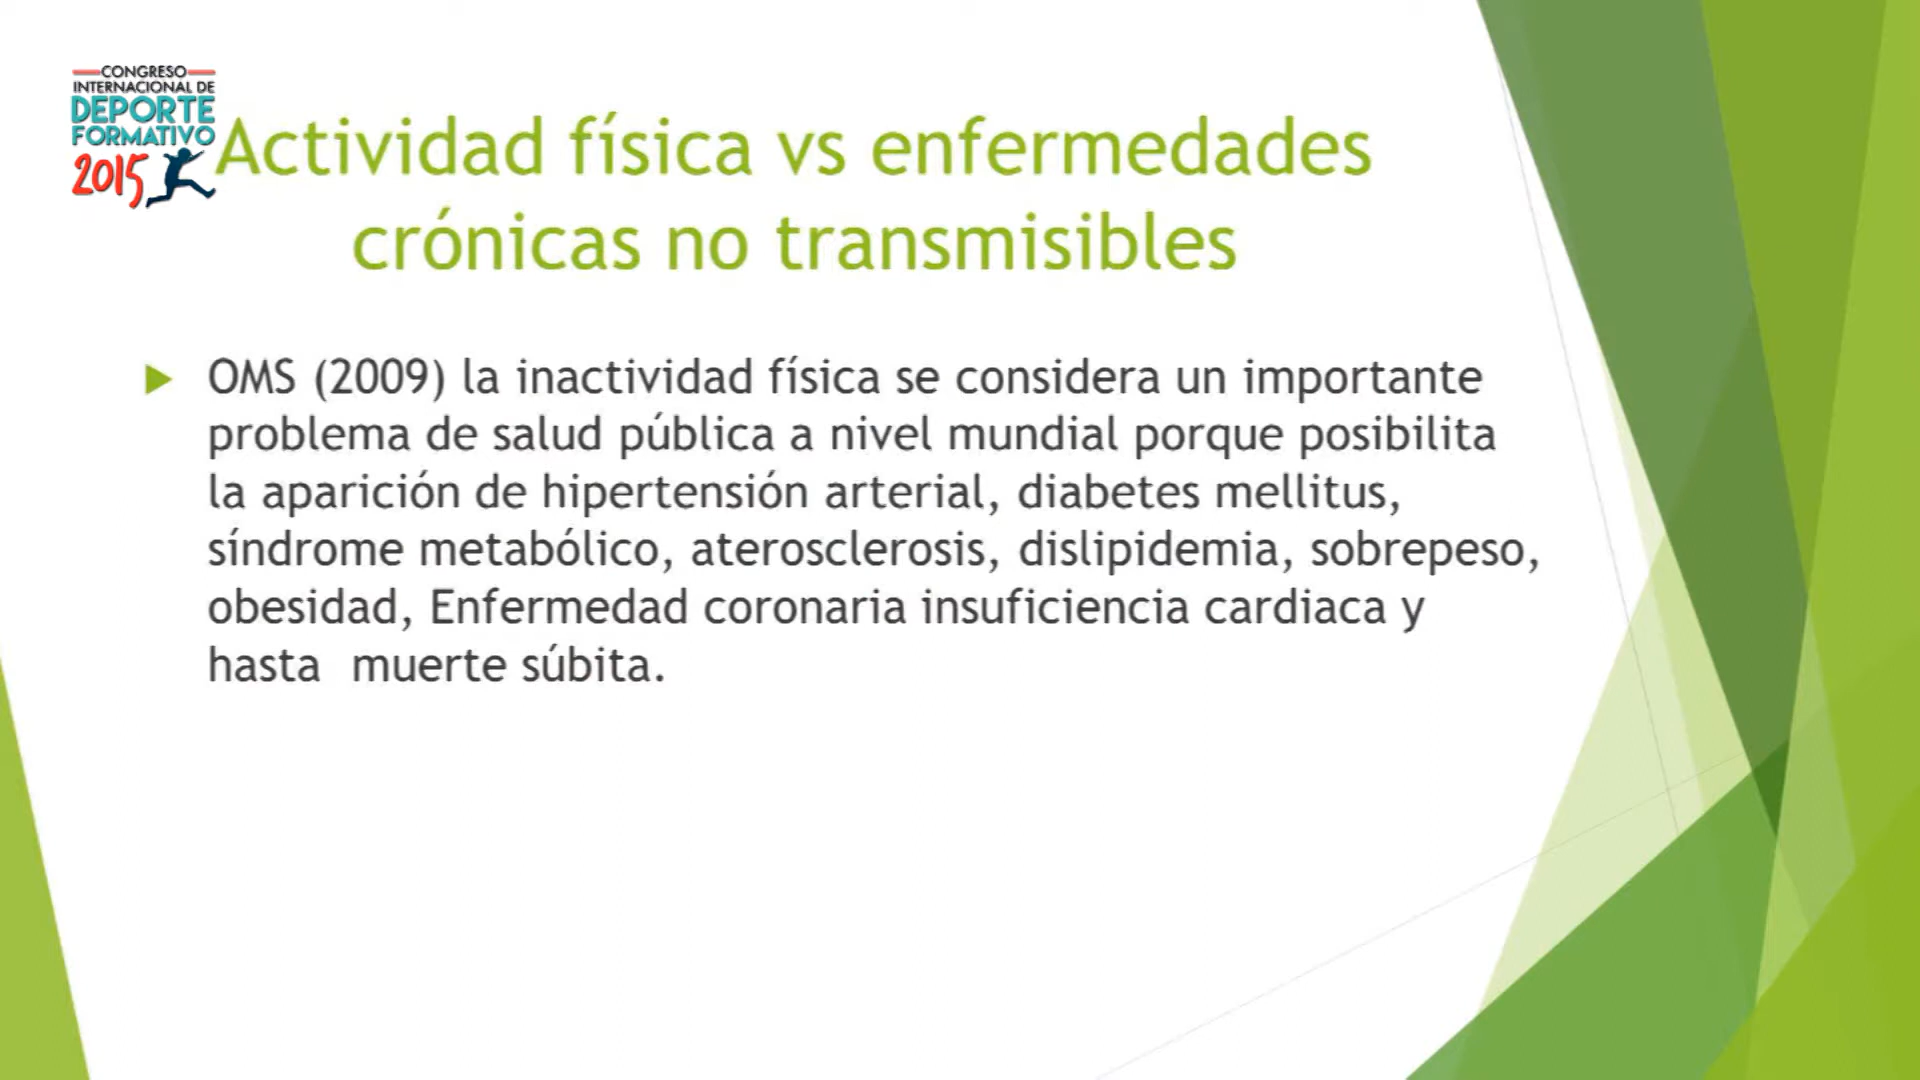 CONGRESO
INTERNACIONAL DE
DEPORTE
FORMATIVO
2015
Actividad física vs enfermedades
crónicas no transmisibles
OMS (2009) la inactividad física se considera un importante
problema de salud pública a nivel mundial porque posibilita
la aparición de hipertensión arterial, diabetes mellitus,
síndrome metabólico, aterosclerosis, dislipidemia, sobrepeso,
obesidad, Enfermedad coronaria insuficiencia cardiaca y
hasta  muerte súbita.